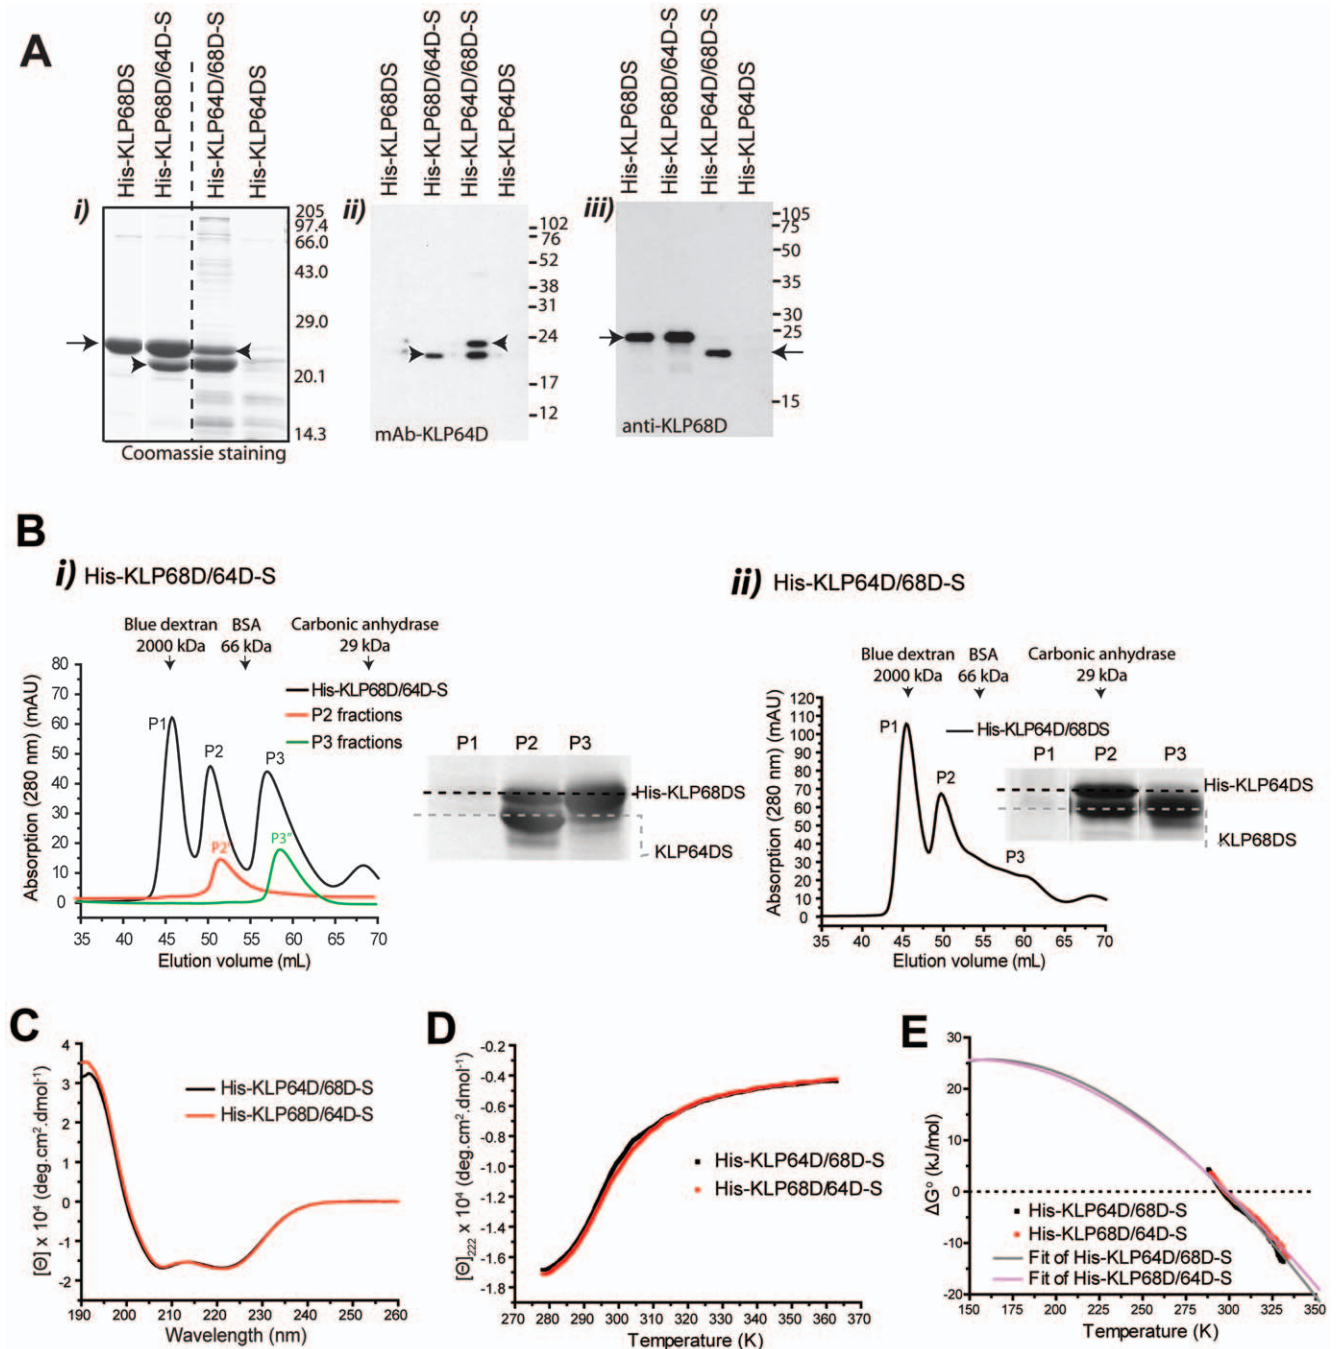 A
His-KLP68DS
His-KLP68D/64D-S
His-KLP64D/68D-S
His-KLP64DS
i)
205
97.4
66.0
43.0
29.0
20.1
14.3
Coomassie staining
His-KLP68DS
His-KLP68D/64D-S
His-KLP64D/68D-S
His-KLP64DS
ii)
102
76
52
38
31
24
17
12
mAb-KLP64D
His-KLP68DS
His-KLP68D/64D-S
His-KLP64D/68D-S
His-KLP64DS
iii)
105
75
50
35
30
25
15
anti-KLP68D
B
i) His-KLP68D/64D-S
Blue dextran
2000 kDa
BSA
66 kDa
Carbonic anhydrase
29 kDa
Absorption (280 nm) (mAU)
80
70
60
50
40
30
20
10
0
His-KLP68D/64D-S
P2 fractions
P3 fractions
P1
P2
P3
P2'
P3"
35 40 45 50 55 60 65 70
Elution volume (mL)
P1 P2 P3
His-KLP68DS
KLP64DS
ii) His-KLP64D/68D-S
Blue dextran
2000 kDa
BSA
66 kDa
Carbonic anhydrase
29 kDa
Absorption (280 nm) (mAU)
120
110
100
90
80
70
60
50
40
30
20
10
0
His-KLP64D/68DS
P1
P2
P3
35 40 45 50 55 60 65 70
Elution volume (mL)
P1 P2 P3
His-KLP64DS
KLP68DS
C
[Θ] x 10⁴ (deg.cm².dmol⁻¹)
4
3
2
1
0
-1
-2
His-KLP64D/68D-S
His-KLP68D/64D-S
190 200 210 220 230 240 250 260
Wavelength (nm)
D
[Θ]₂₂₂ x 10⁴ (deg.cm².dmol⁻¹)
-0.2
-0.4
-0.6
-0.8
-1.0
-1.2
-1.4
-1.6
-1.8
His-KLP64D/68D-S
His-KLP68D/64D-S
270 280 290 300 310 320 330 340 350 360 370
Temperature (K)
E
ΔG° (kJ/mol)
30
20
10
0
-10
-20
His-KLP64D/68D-S
His-KLP68D/64D-S
Fit of His-KLP64D/68D-S
Fit of His-KLP68D/64D-S
150 175 200 225 250 275 300 325 350
Temperature (K)